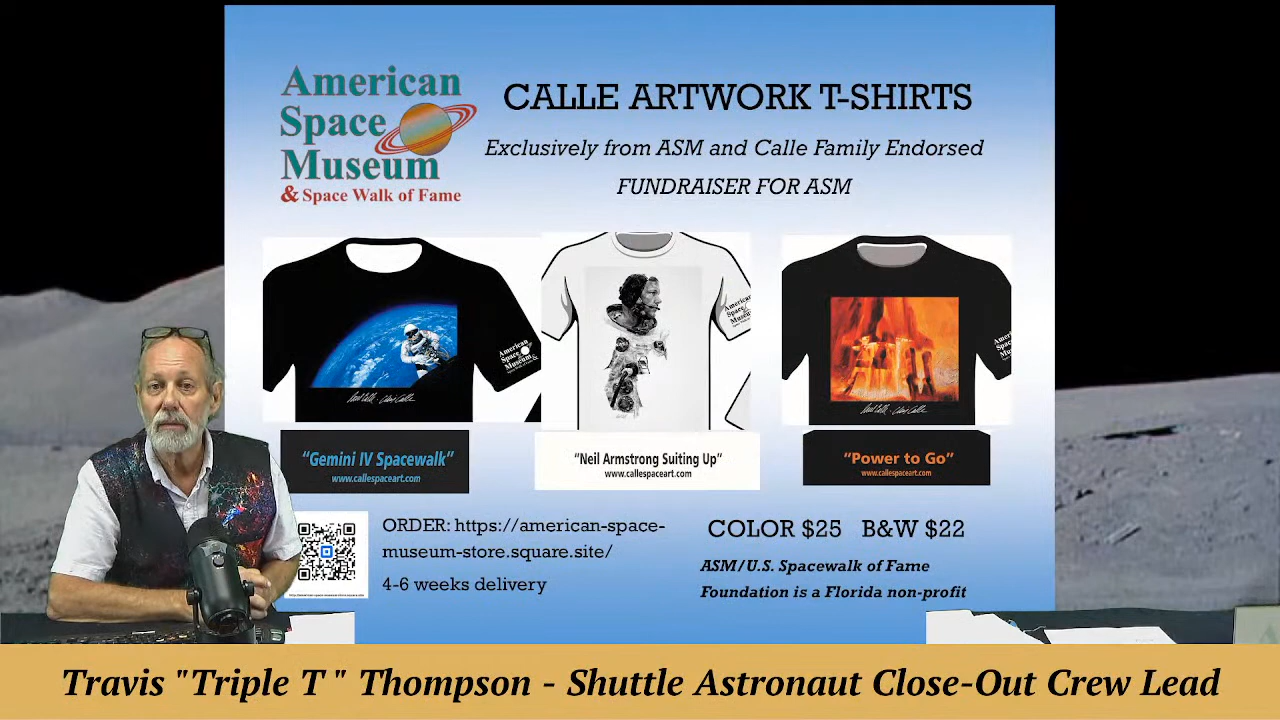 American
Space
Museum
& Space Walk of Fame
CALLE ARTWORK T-SHIRTS
Exclusively from ASM and Calle Family Endorsed
FUNDRAISER FOR ASM
American
Space
Museum
&
"Gemini IV Spacewalk"
www.callespaceart.com
"Neil Armstrong Suiting Up"
www.callespaceart.com
"Power to Go"
www.callespaceart.com
ORDER: https://american-space-
museum-store.square.site/
4-6 weeks delivery
COLOR $25 B&W $22
ASM/U.S. Spacewalk of Fame
Foundation is a Florida non-profit
Travis "Triple T " Thompson - Shuttle Astronaut Close-Out Crew Lead